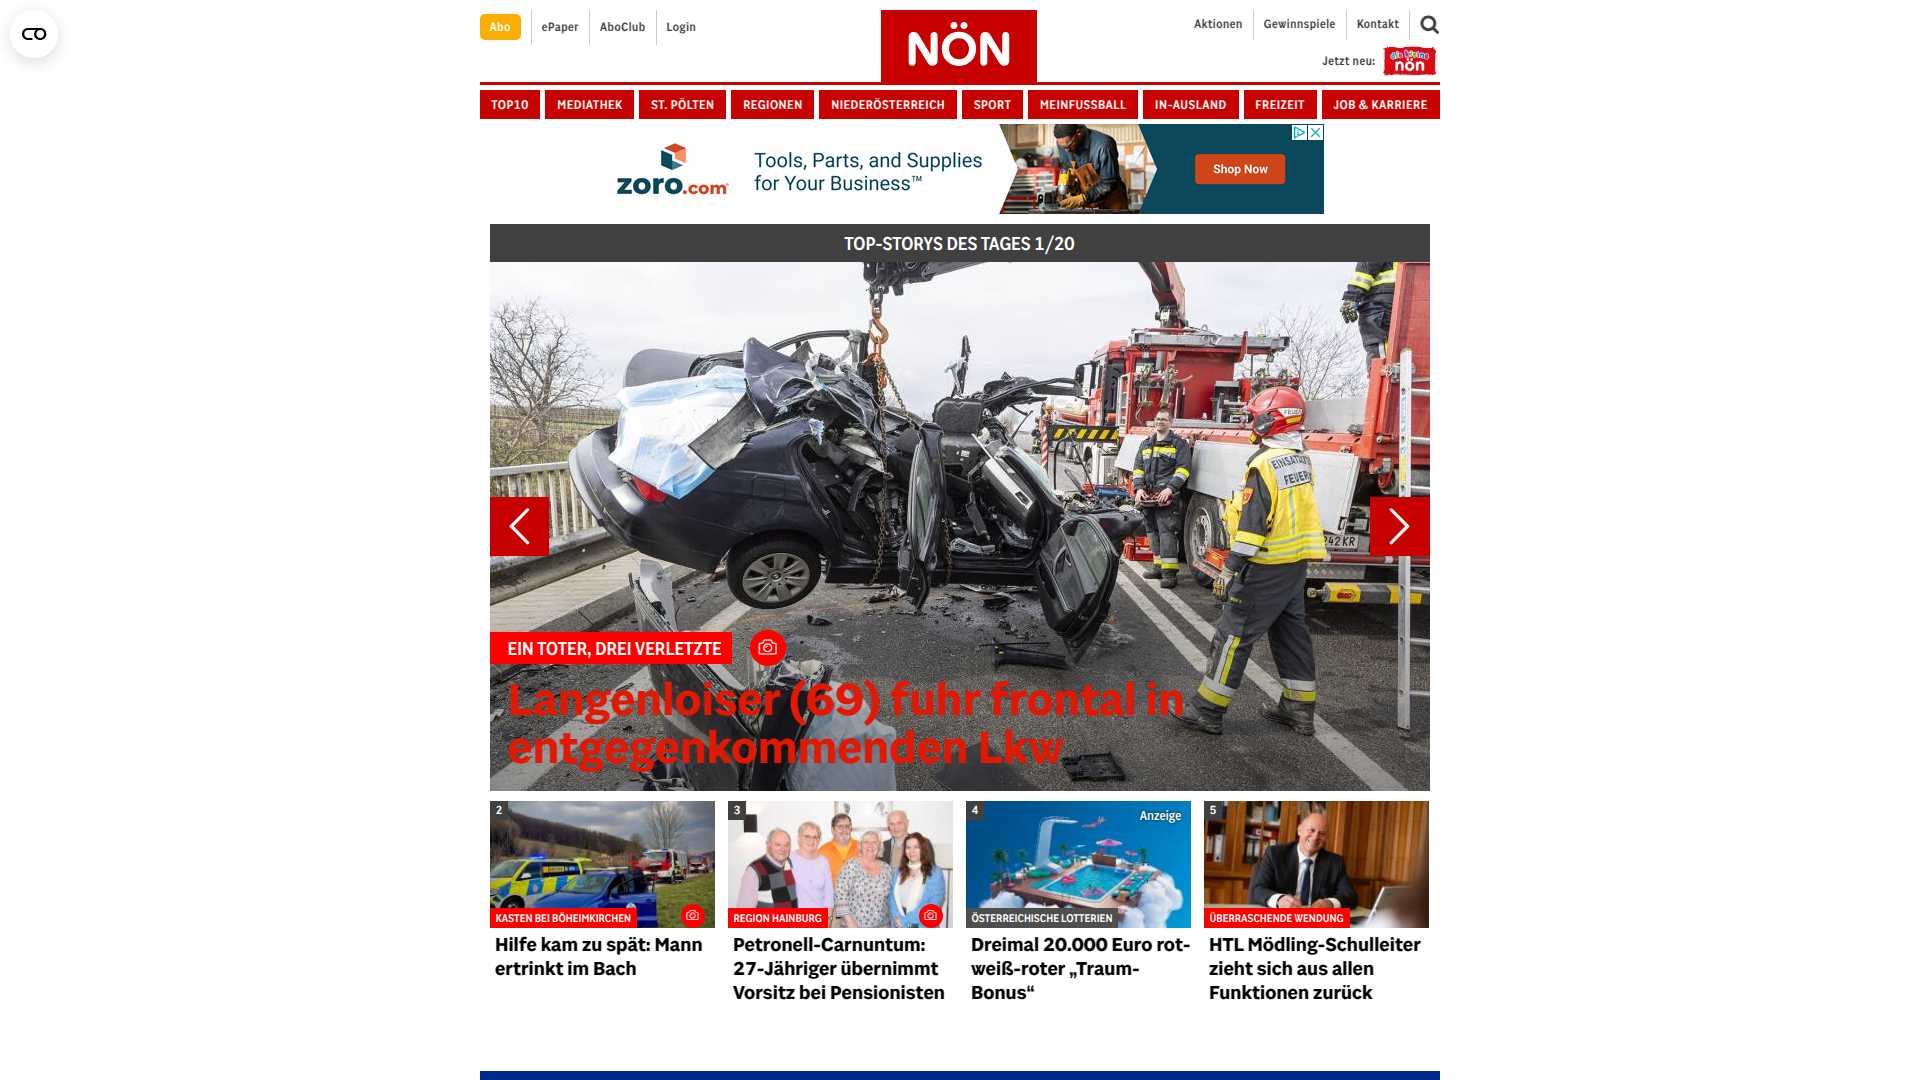 Abo
ePaper
AboClub
Login
NÖN
Aktionen
Gewinnspiele
Kontakt
Jetzt neu:
die kleine
nön
TOP10
MEDIATHEK
ST. PÖLTEN
REGIONEN
NIEDERÖSTERREICH
SPORT
MEINFUSSBALL
IN-AUSLAND
FREIZEIT
JOB & KARRIERE
zoro.com
Tools, Parts, and Supplies
for Your Business™
Shop Now
TOP-STORYS DES TAGES 1/20
FEUER
EINSATZL
FEUER
242KR
EIN TOTER, DREI VERLETZTE
Langenloiser (69) fuhr frontal in
entgegenkommenden Lkw
2
KASTEN BEI BÖHEIMKIRCHEN
Hilfe kam zu spät: Mann
ertrinkt im Bach
3
REGION HAINBURG
Petronell-Carnuntum:
27-Jähriger übernimmt
Vorsitz bei Pensionisten
4
Anzeige
ÖSTERREICHISCHE LOTTERIEN
Dreimal 20.000 Euro rot-
weiß-roter „Traum-
Bonus“
5
ÜBERRASCHENDE WENDUNG
HTL Mödling-Schulleiter
zieht sich aus allen
Funktionen zurück